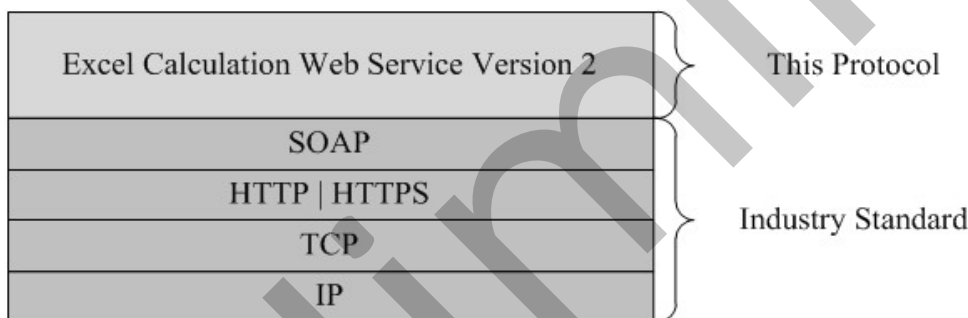 Excel Calculation Web Service Version 2
This Protocol
SOAP
HTTP | HTTPS
TCP
IP
Industry Standard